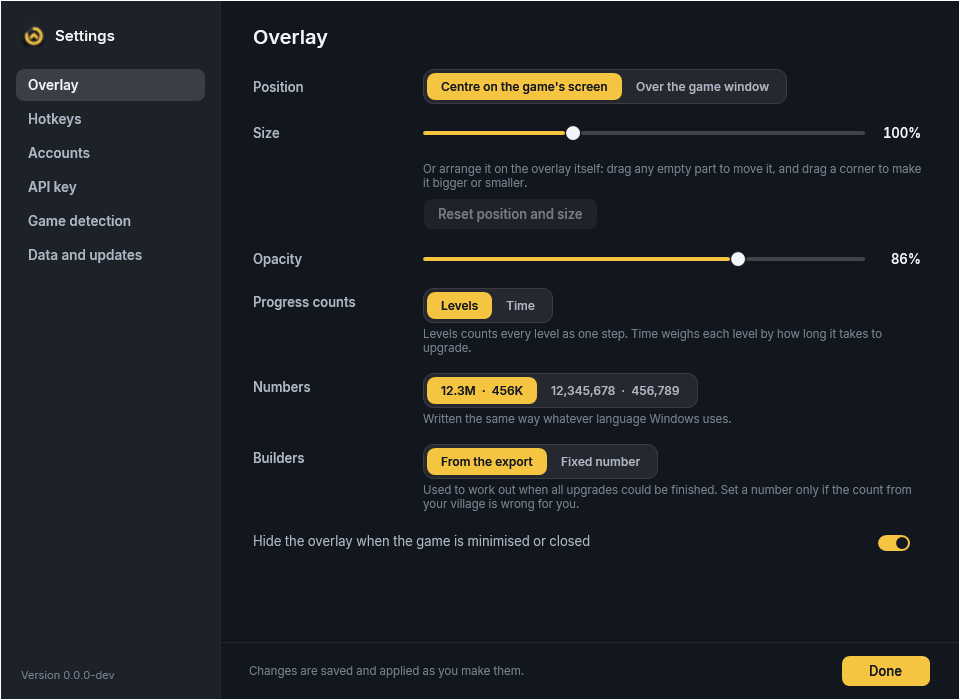 Settings
Overlay
Hotkeys
Accounts
API key
Game detection
Data and updates
Version 0.0.0-dev
Overlay
Position
Centre on the game's screen
Over the game window
Size
100%
Or arrange it on the overlay itself: drag any empty part to move it, and drag a corner to make
it bigger or smaller.
Reset position and size
Opacity
86%
Progress counts
Levels
Time
Levels counts every level as one step. Time weighs each level by how long it takes to
upgrade.
Numbers
12.3M · 456K
12,345,678 · 456,789
Written the same way whatever language Windows uses.
Builders
From the export
Fixed number
Used to work out when all upgrades could be finished. Set a number only if the count from
your village is wrong for you.
Hide the overlay when the game is minimised or closed
Changes are saved and applied as you make them.
Done